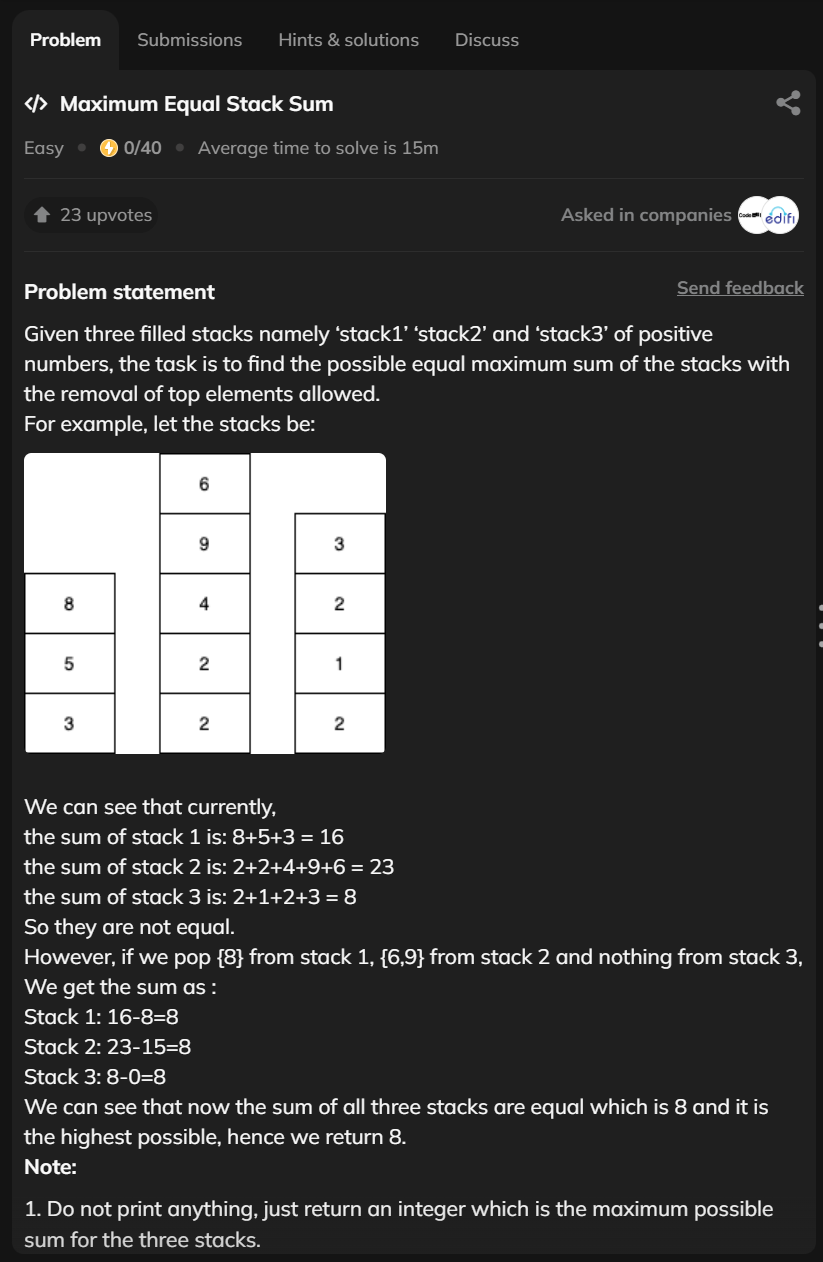 Problem Submissions Hints & solutions Discuss
</> Maximum Equal Stack Sum
Easy • 0/40 • Average time to solve is 15m
23 upvotes Asked in companies edifi
Problem statement Send feedback
Given three filled stacks namely ‘stack1’ ‘stack2’ and ‘stack3’ of positive
numbers, the task is to find the possible equal maximum sum of the stacks with
the removal of top elements allowed.
For example, let the stacks be:
6
9 3
8 4 2
5 2 1
3 2 2
We can see that currently,
the sum of stack 1 is: 8+5+3 = 16
the sum of stack 2 is: 2+2+4+9+6 = 23
the sum of stack 3 is: 2+1+2+3 = 8
So they are not equal.
However, if we pop {8} from stack 1, {6,9} from stack 2 and nothing from stack 3,
We get the sum as :
Stack 1: 16-8=8
Stack 2: 23-15=8
Stack 3: 8-0=8
We can see that now the sum of all three stacks are equal which is 8 and it is
the highest possible, hence we return 8.
Note:
1. Do not print anything, just return an integer which is the maximum possible
sum for the three stacks.